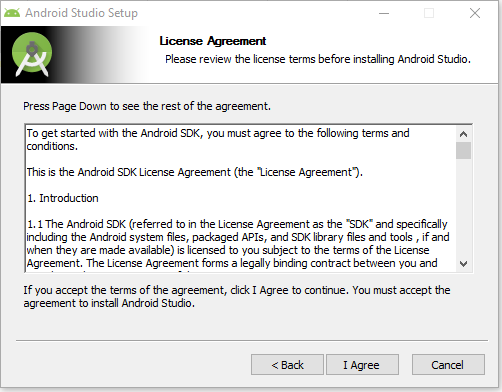 Android Studio Setup
License Agreement
Please review the license terms before installing Android Studio.
Press Page Down to see the rest of the agreement.
To get started with the Android SDK, you must agree to the following terms and
conditions.
This is the Android SDK License Agreement (the "License Agreement").
1. Introduction
1.1 The Android SDK (referred to in the License Agreement as the "SDK" and specifically
including the Android system files, packaged APIs, and SDK library files and tools , if and
when they are made available) is licensed to you subject to the terms of the License
Agreement. The License Agreement forms a legally binding contract between you and
If you accept the terms of the agreement, click I Agree to continue. You must accept the
agreement to install Android Studio.
< Back
I Agree
Cancel